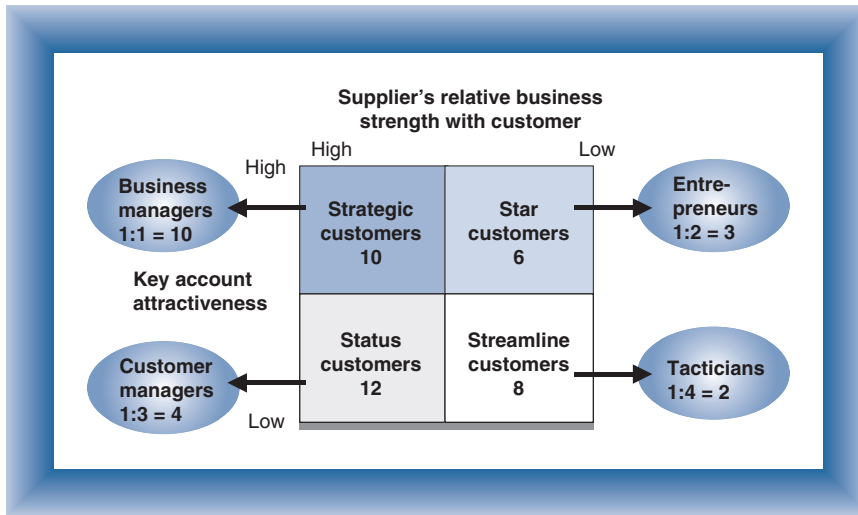 Supplier's relative business
strength with customer
High
Low
High
Business
managers
1:1 = 10
Strategic
customers
10
Star
customers
6
Entre-
preneurs
1:2 = 3
Key account
attractiveness
Customer
managers
1:3 = 4
Status
customers
12
Streamline
customers
8
Tacticians
1:4 = 2
Low